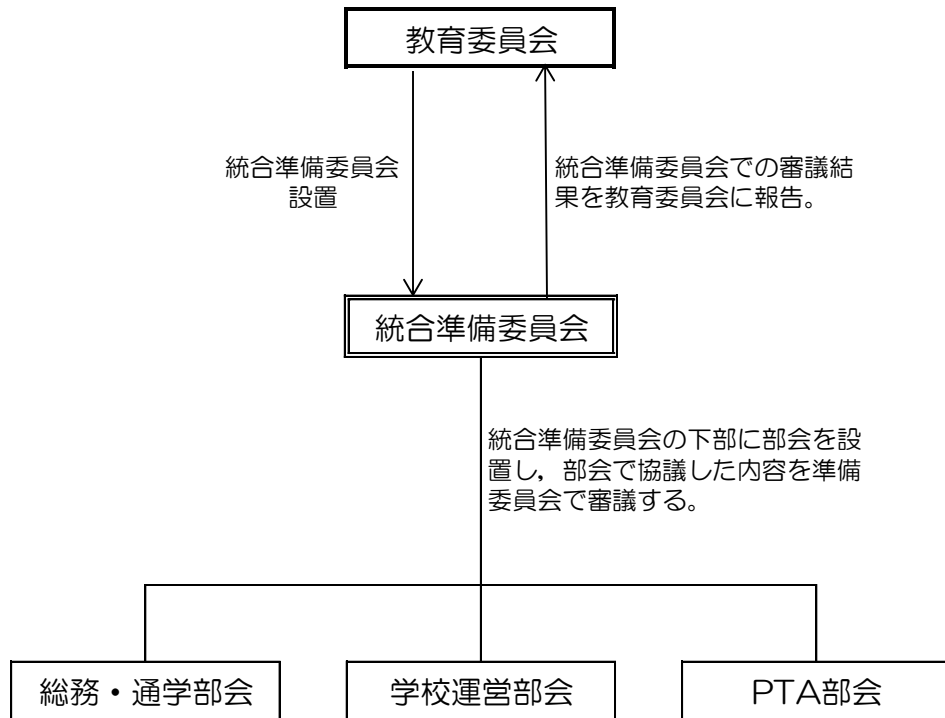 教育委員会
統合準備委員会
設置
統合準備委員会での審議結
果を教育委員会に報告。
統合準備委員会
統合準備委員会の下部に部会を設
置し，部会で協議した内容を準備
委員会で審議する。
総務・通学部会
学校運営部会
PTA部会